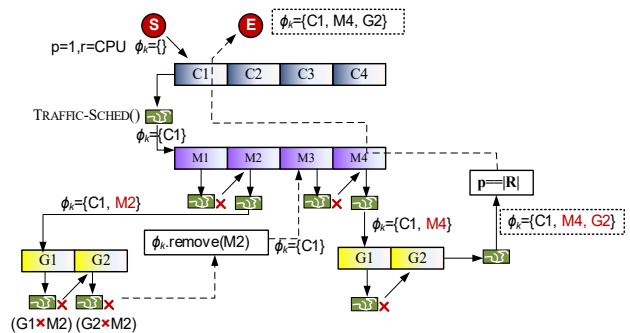 S
E
ϕk={C1, M4, G2}
p=1,r=CPU ϕk={}
C1 C2 C3 C4
TRAFFIC-SCHED()
ϕk={C1}
M1 M2 M3 M4
p==|R|
ϕk={C1, M2}
ϕk.remove(M2)
ϕk={C1}
ϕk={C1, M4}
ϕk={C1, M4, G2}
G1 G2
G1 G2
(G1×M2) (G2×M2)